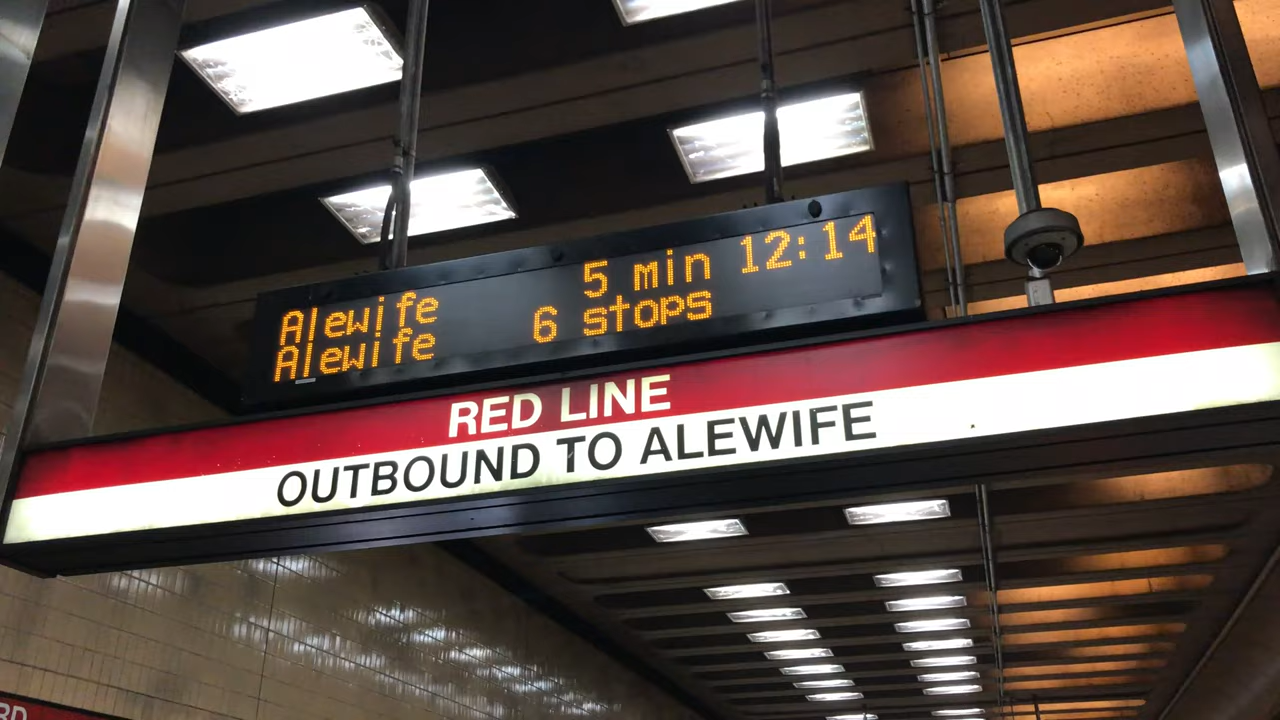 Alewife 5 min 12:14
Alewife 6 stops
RED LINE
OUTBOUND TO ALEWIFE